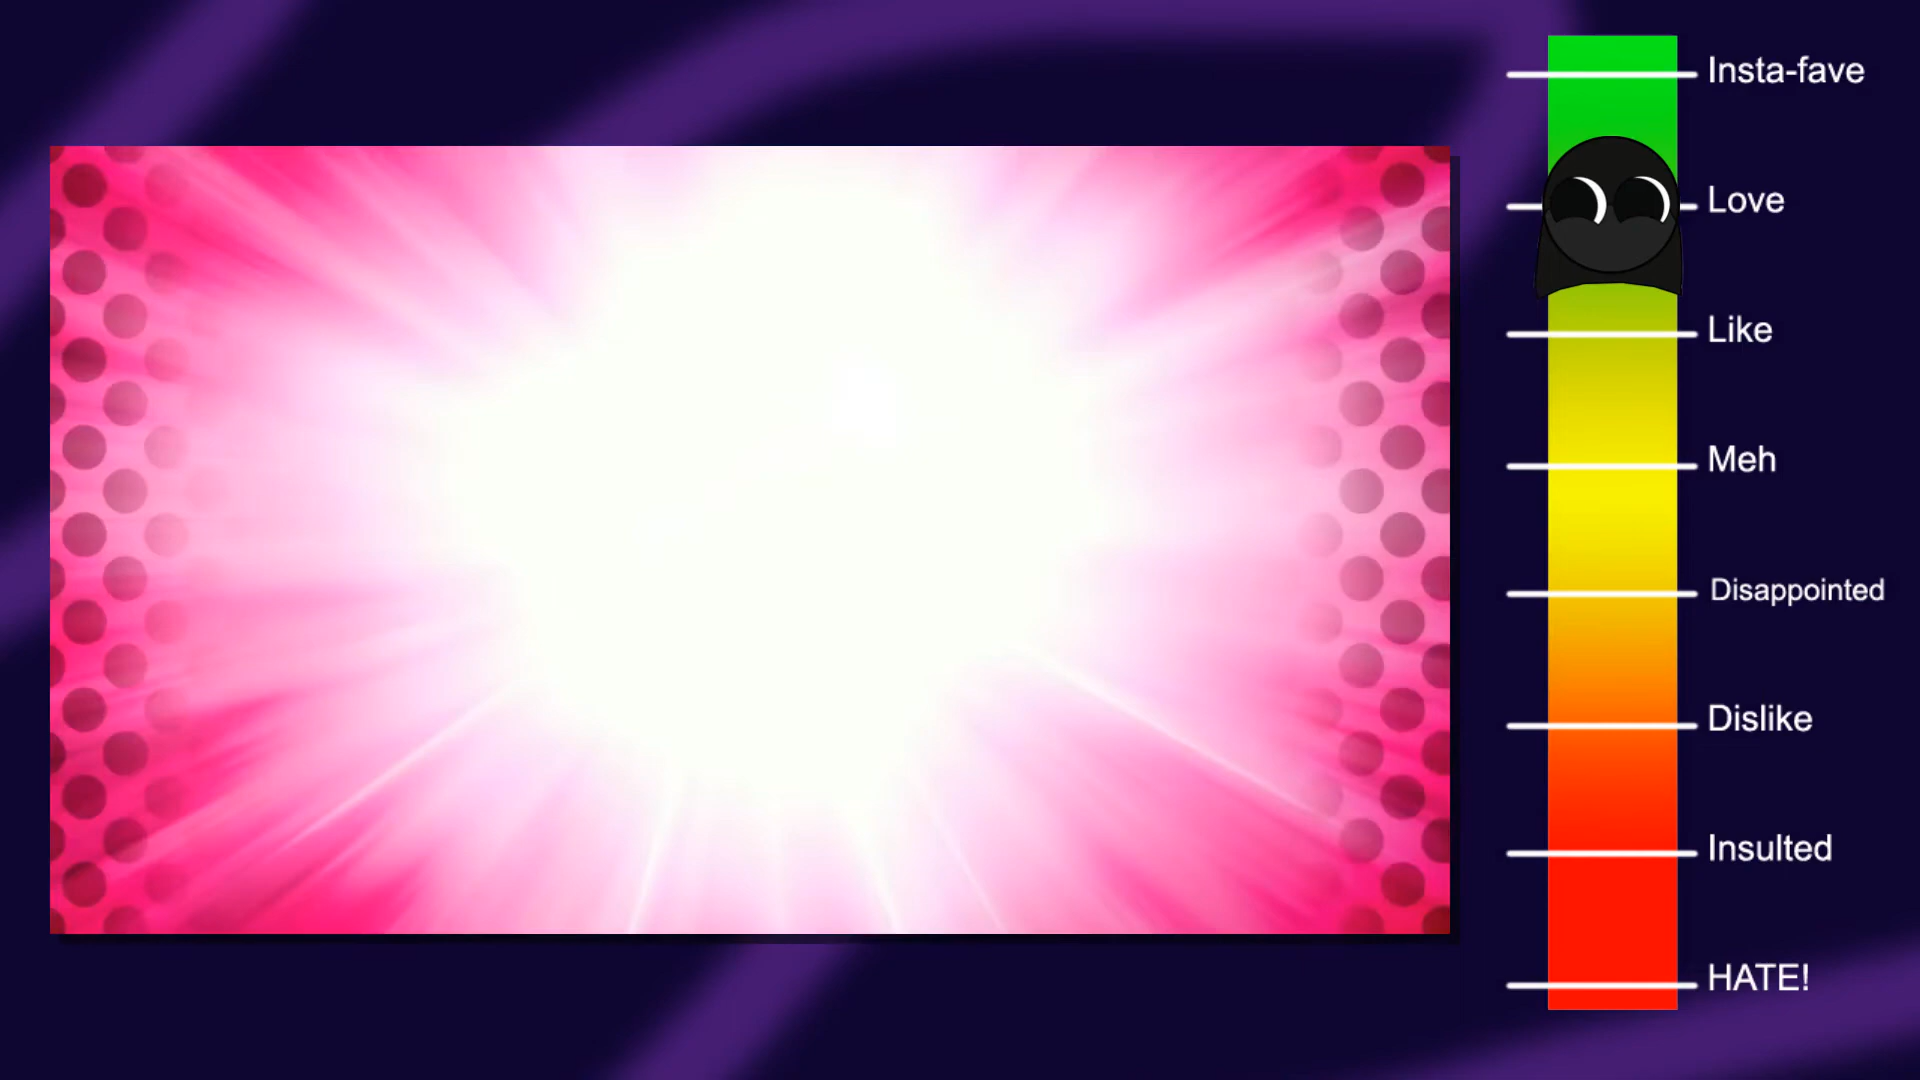 Insta-fave
Love
Like
Meh
Disappointed
Dislike
Insulted
HATE!